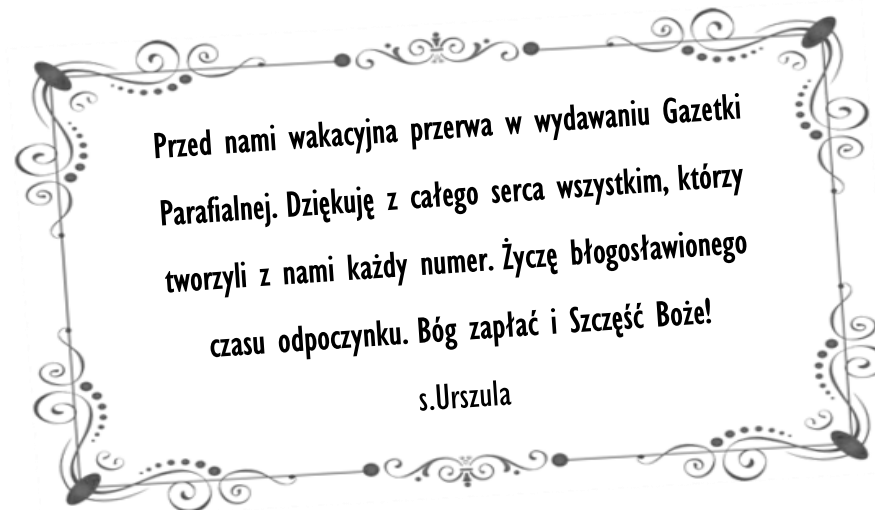 Przed nami wakacyjna przerwa w wydawaniu Gazetki
Parafialnej. Dziękuję z całego serca wszystkim, którzy
tworzyli z nami każdy numer. Życzę błogosławionego
czasu odpoczynku. Bóg zapłać i Szczęść Boże!
s.Urszula